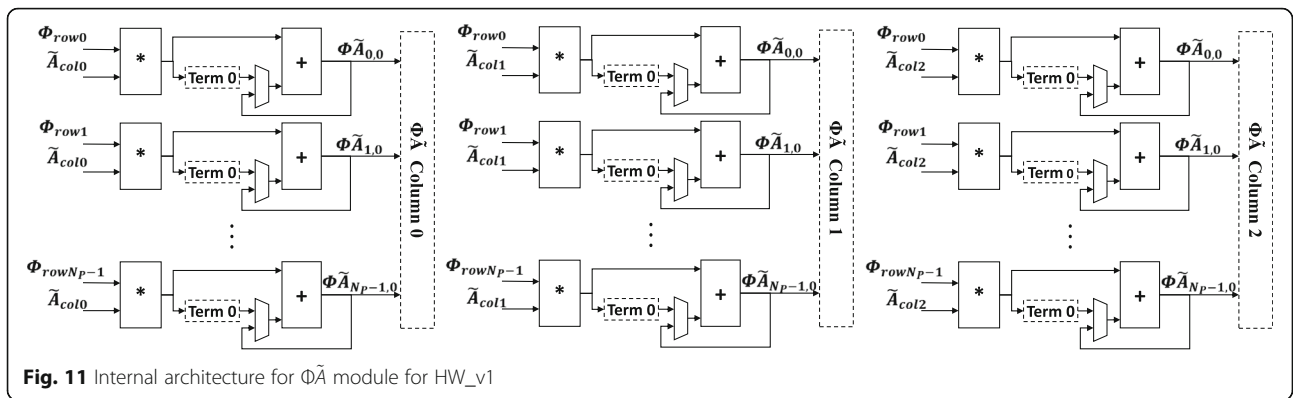 Φrow0
Ãcol0
*
Term 0
+
ΦÃ0,0
Φrow1
Ãcol0
*
Term 0
+
ΦÃ1,0
⋮
ΦrowNP−1
Ãcol0
*
Term 0
+
ΦÃNP−1,0
ΦÃ Column 0
Φrow0
Ãcol1
*
Term 0
+
ΦÃ0,0
Φrow1
Ãcol1
*
Term 0
+
ΦÃ1,0
⋮
ΦrowNP−1
Ãcol1
*
Term 0
+
ΦÃNP−1,0
ΦÃ Column 1
Φrow0
Ãcol2
*
Term 0
+
ΦÃ0,0
Φrow1
Ãcol2
*
Term 0
+
ΦÃ1,0
⋮
ΦrowNP−1
Ãcol2
*
Term 0
+
ΦÃNP−1,0
ΦÃ Column 2
Fig. 11 Internal architecture for ΦÃ module for HW_v1